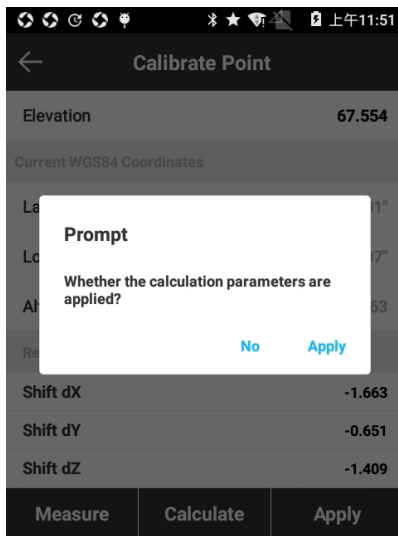 上午11:51
Calibrate Point
Elevation 67.554
Current WGS84 Coordinates
Prompt
Whether the calculation parameters are
applied?
No Apply
Shift dX -1.663
Shift dY -0.651
Shift dZ -1.409
Measure Calculate Apply